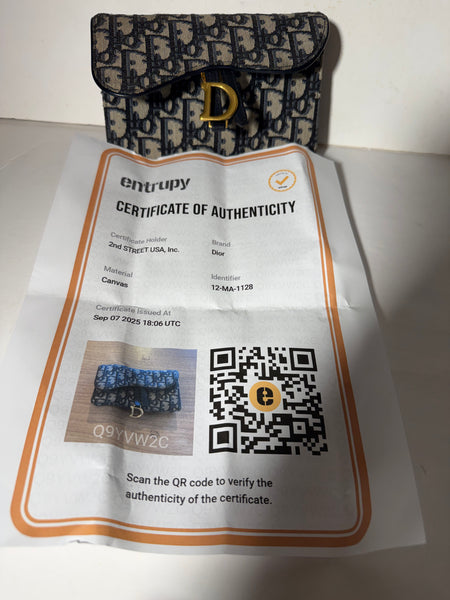 D
entrupy
CERTIFICATE OF AUTHENTICITY
Certificate Holder
2nd STREET USA, Inc.
Brand
Dior
Material
Canvas
Identifier
12-MA-1128
Certificate Issued At
Sep 07 2025 18:06 UTC
Q9YVW2C
Scan the QR code to verify the
authenticity of the certificate.